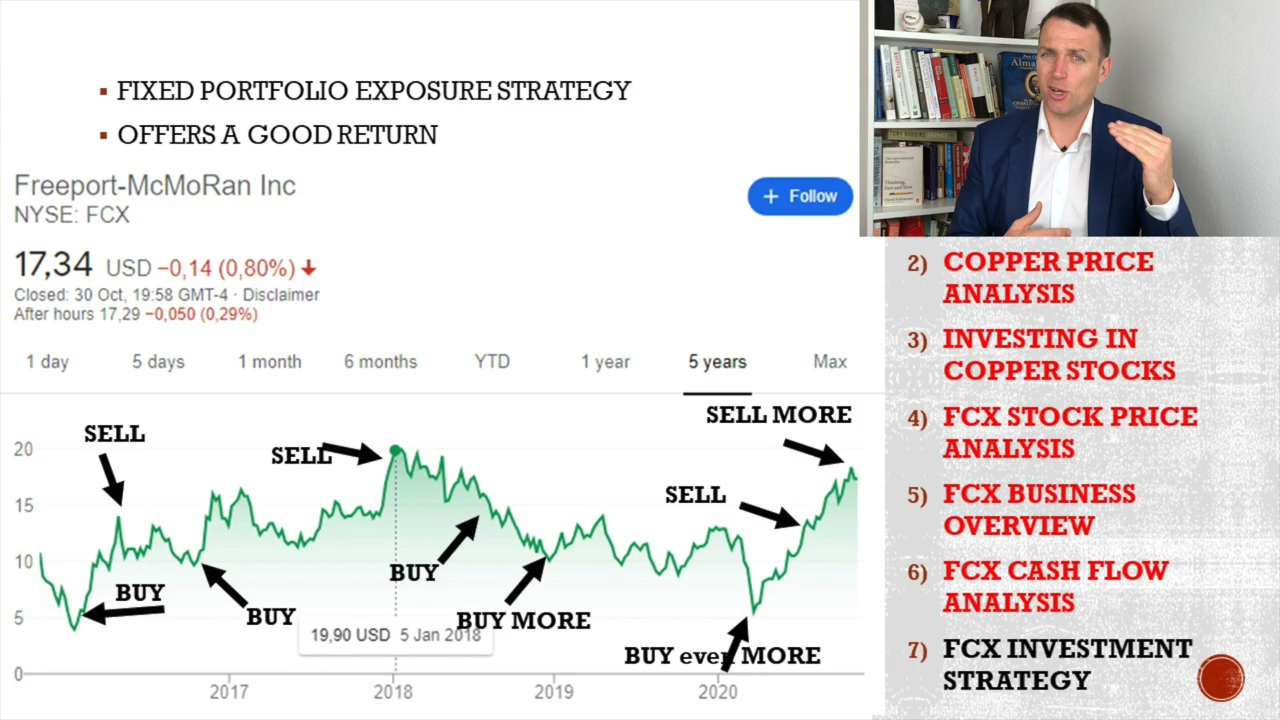 ▪ FIXED PORTFOLIO EXPOSURE STRATEGY
▪ OFFERS A GOOD RETURN
Freeport-McMoRan Inc
NYSE: FCX
+ Follow
17,34 USD −0,14 (0,80%) ↓
Closed: 30 Oct, 19:58 GMT-4 · Disclaimer
After hours 17,29 −0,050 (0,29%)
1 day 5 days 1 month 6 months YTD 1 year 5 years Max
SELL MORE
SELL
SELL
20
SELL
15
BUY
10
BUY
BUY
BUY MORE
5
19,90 USD 5 Jan 2018
BUY even MORE
0
2017 2018 2019 2020
2) COPPER PRICE
ANALYSIS
3) INVESTING IN
COPPER STOCKS
4) FCX STOCK PRICE
ANALYSIS
5) FCX BUSINESS
OVERVIEW
6) FCX CASH FLOW
ANALYSIS
7) FCX INVESTMENT
STRATEGY
Thinking,
Fast and Slow